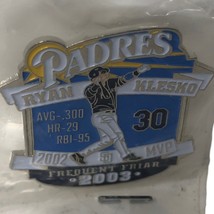 PADRES
RYAN KLESKO
AVG-.300
HR-29
RBI-95
30
2002 MVP
FREQUENT FRIAR
2003